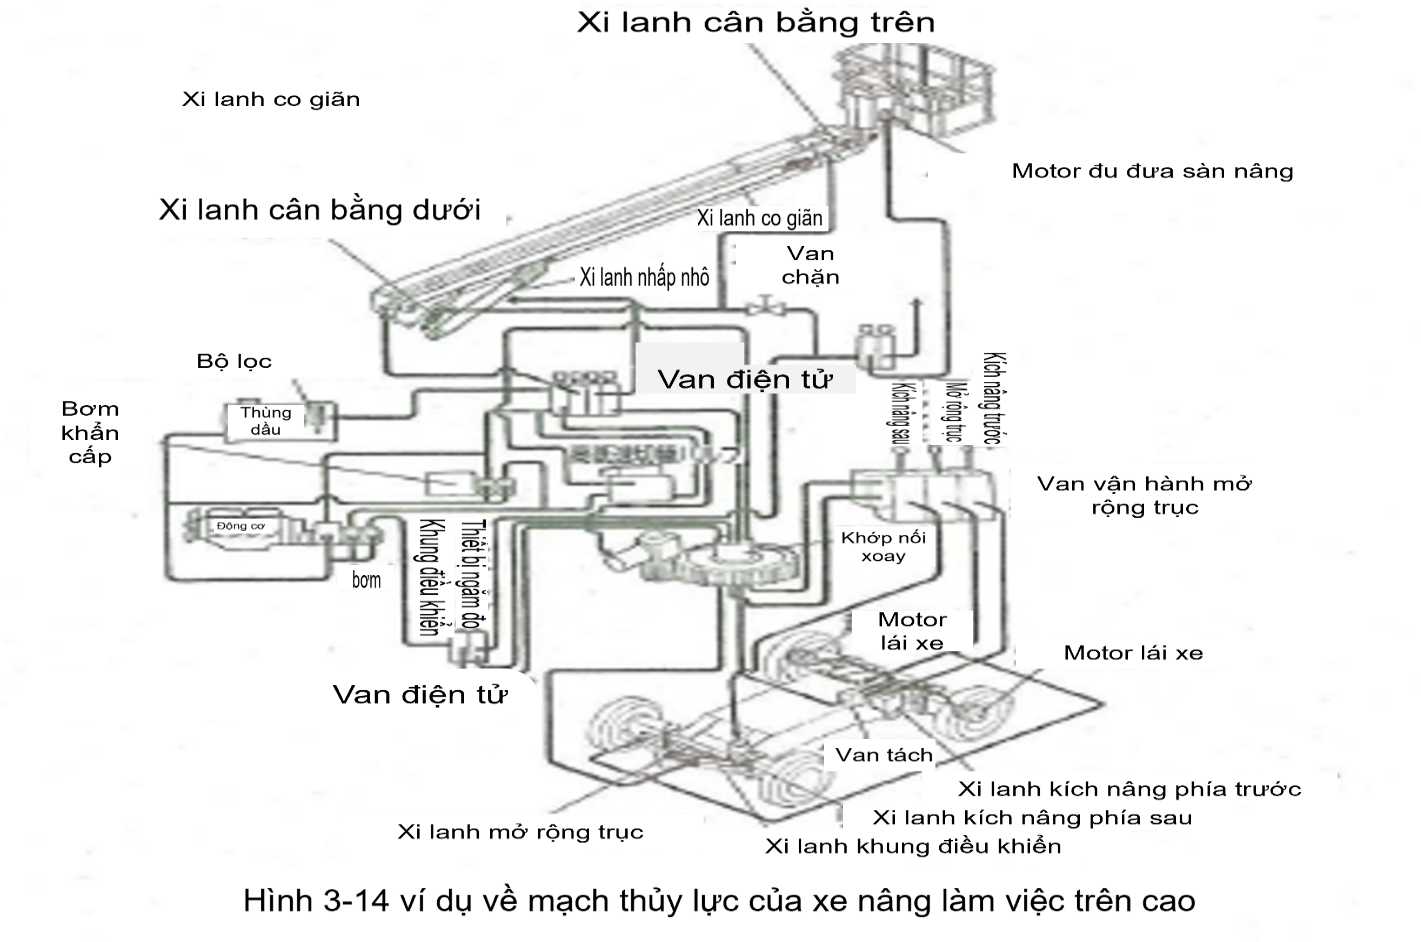 Xi lanh cân bằng trên
Xi lanh co giãn
Motor đu đưa sàn nâng
Xi lanh cân bằng dưới
Xi lanh co giãn
Van
chặn
Xi lanh nhấp nhô
Bộ lọc
Van điện tử
Kích nâng sau
Mở rộng trục
Kích nâng trước
Bơm
khẩn
cấp
Thùng
dầu
Van vận hành mở
rộng trục
Động cơ
Khung điều khiển
Thiết bị ngắm đo
Khớp nối
xoay
bơm
Motor
lái xe
Motor lái xe
Van điện tử
Van tách
Xi lanh kích nâng phía trước
Xi lanh kích nâng phía sau
Xi lanh mở rộng trục
Xi lanh khung điều khiển
Hình 3-14 ví dụ về mạch thủy lực của xe nâng làm việc trên cao